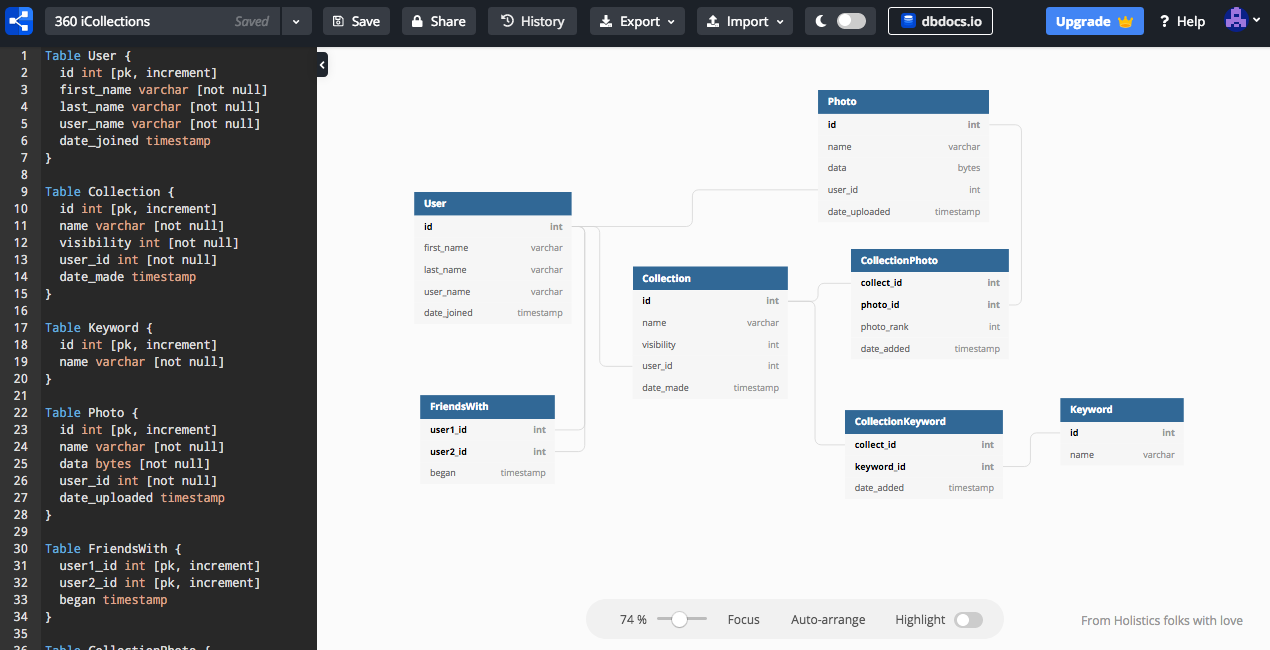 360 iCollections Saved Save Share History Export Import dbdocs.io Upgrade ? Help
1 Table User {
2 id int [pk, increment]
3 first_name varchar [not null]
4 last_name varchar [not null]
5 user_name varchar [not null]
6 date_joined timestamp
7 }
8
9 Table Collection {
10 id int [pk, increment]
11 name varchar [not null]
12 visibility int [not null]
13 user_id int [not null]
14 date_made timestamp
15 }
16
17 Table Keyword {
18 id int [pk, increment]
19 name varchar [not null]
20 }
21
22 Table Photo {
23 id int [pk, increment]
24 name varchar [not null]
25 data bytes [not null]
26 user_id int [not null]
27 date_uploaded timestamp
28 }
29
30 Table FriendsWith {
31 user1_id int [pk, increment]
32 user2_id int [pk, increment]
33 began timestamp
34 }
35
36 Table CollectionPhoto {
User
id int
first_name varchar
last_name varchar
user_name varchar
date_joined timestamp
FriendsWith
user1_id int
user2_id int
began timestamp
Collection
id int
name varchar
visibility int
user_id int
date_made timestamp
Photo
id int
name varchar
data bytes
user_id int
date_uploaded timestamp
CollectionPhoto
collect_id int
photo_id int
photo_rank int
date_added timestamp
CollectionKeyword
collect_id int
keyword_id int
date_added timestamp
Keyword
id int
name varchar
74 % Focus Auto-arrange Highlight
From Holistics folks with love